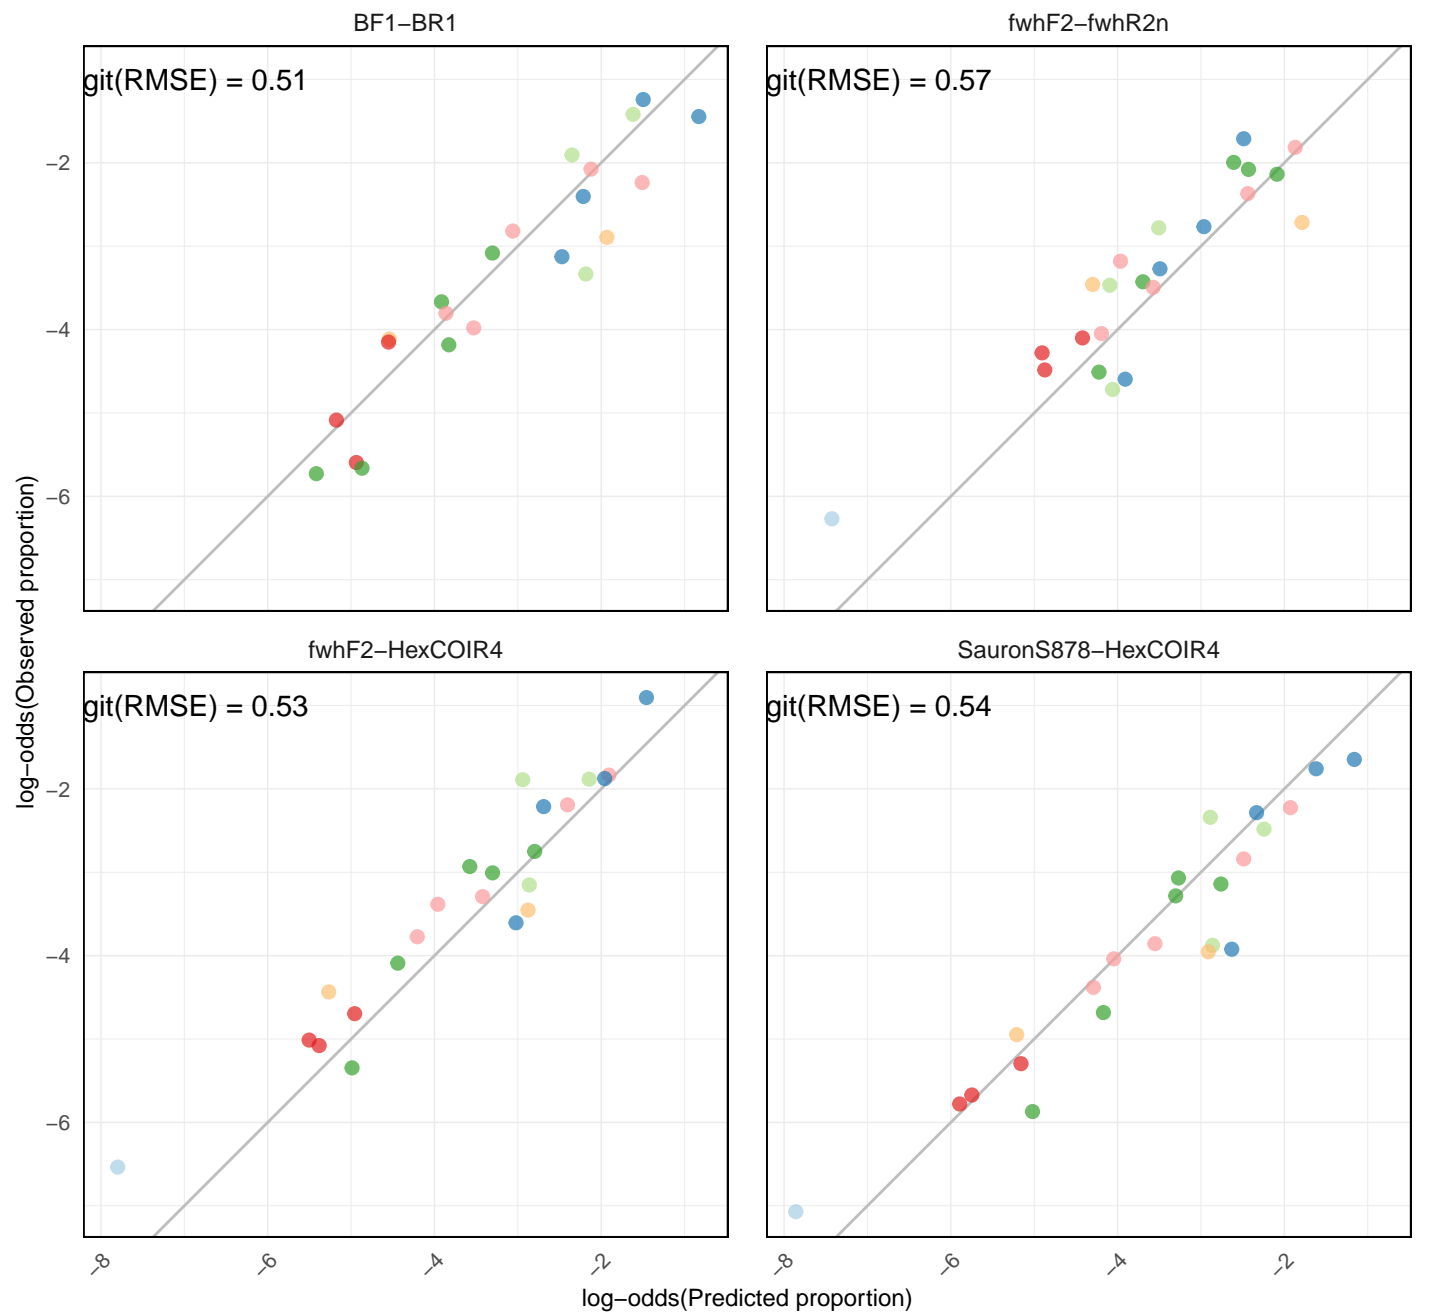 BF1−BR1
fwhF2−fwhR2n
git(RMSE) = 0.51
git(RMSE) = 0.57
−2
−4
−6
fwhF2−HexCOIR4
SauronS878−HexCOIR4
git(RMSE) = 0.53
git(RMSE) = 0.54
−2
−4
−6
log−odds(Observed proportion)
−8
−6
−4
−2
−8
−6
−4
−2
log−odds(Predicted proportion)